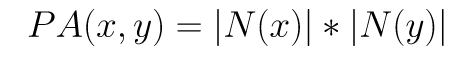 PA(x, y) = |N(x)| ∗ |N(y)|